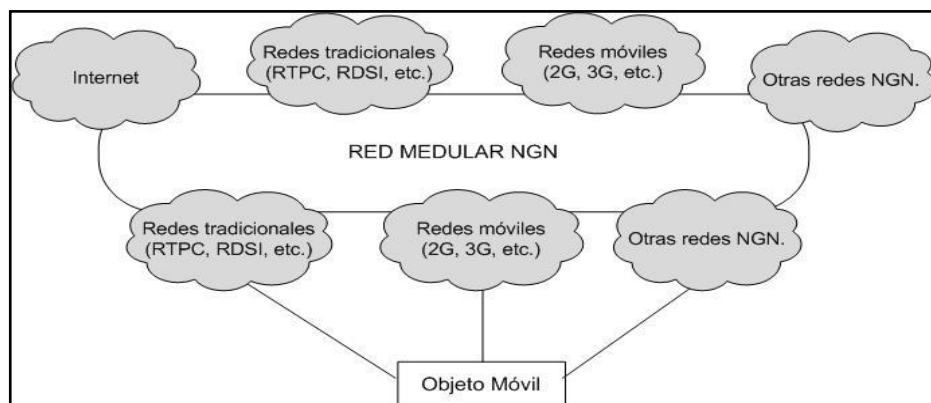 Internet
Redes tradicionales
(RTPC, RDSI, etc.)
Redes móviles
(2G, 3G, etc.)
Otras redes NGN.
RED MEDULAR NGN
Redes tradicionales
(RTPC, RDSI, etc.)
Redes móviles
(2G, 3G, etc.)
Otras redes NGN.
Objeto Móvil